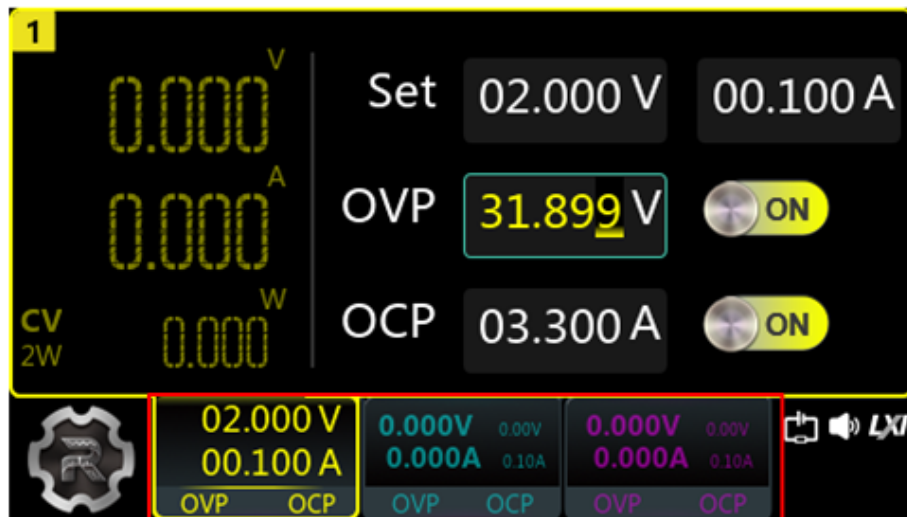 1
0.000 V
Set 02.000 V 00.100 A
0.000 A
OVP 31.899 V ON
0.000 W
OCP 03.300 A ON
CV
2W
02.000 V 0.000V 0.00V 0.000V 0.00V
00.100 A 0.000A 0.10A 0.000A 0.10A
OVP OCP OVP OCP OVP OCP
R
LXI